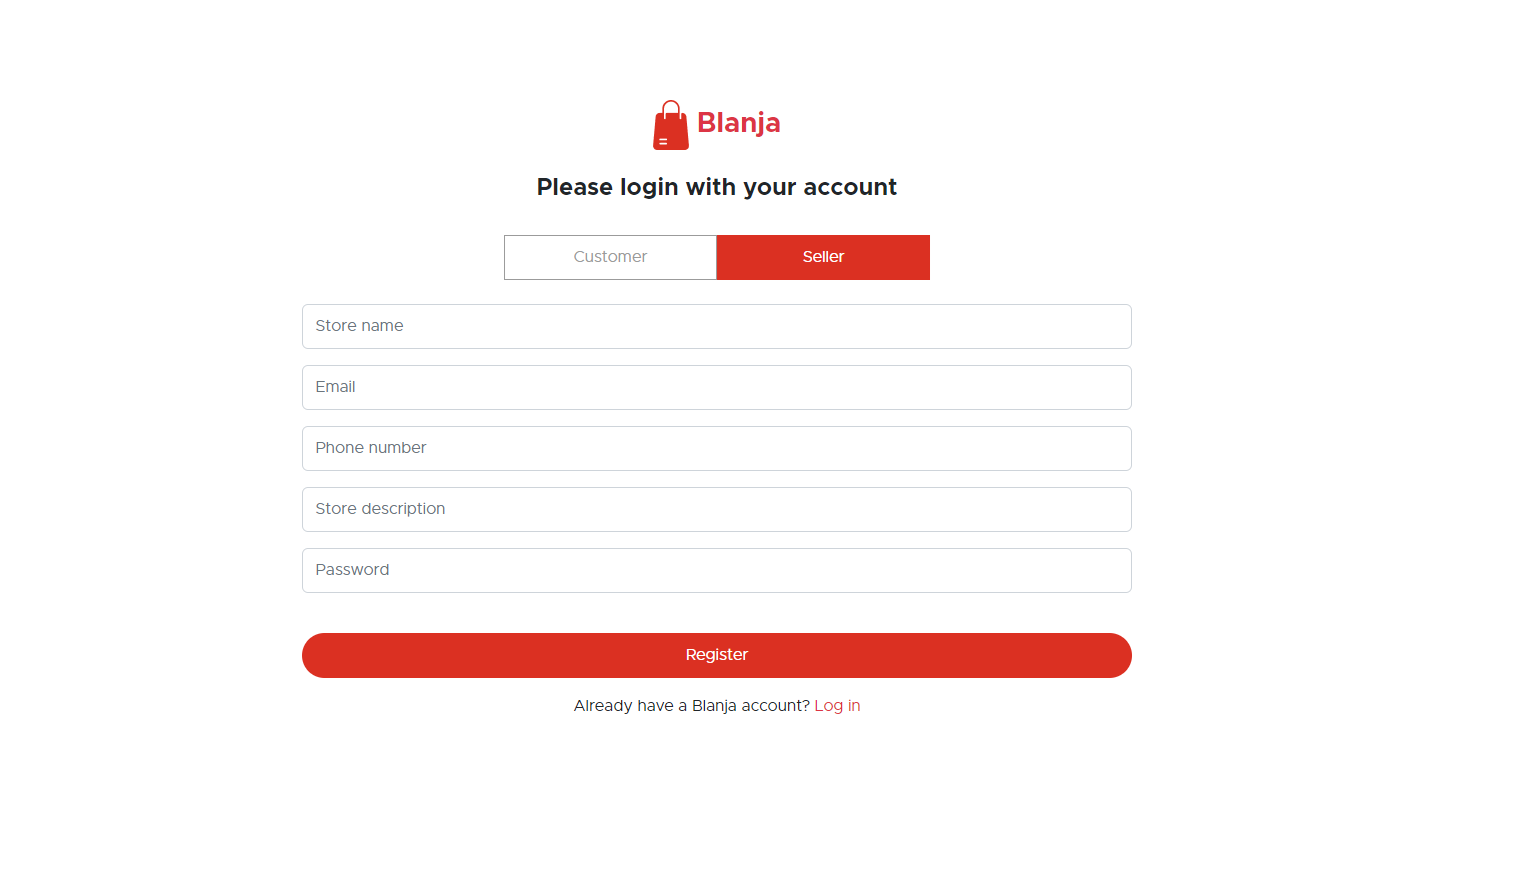 Blanja
Please login with your account
Customer
Seller
Store name
Email
Phone number
Store description
Password
Register
Already have a Blanja account? Log in